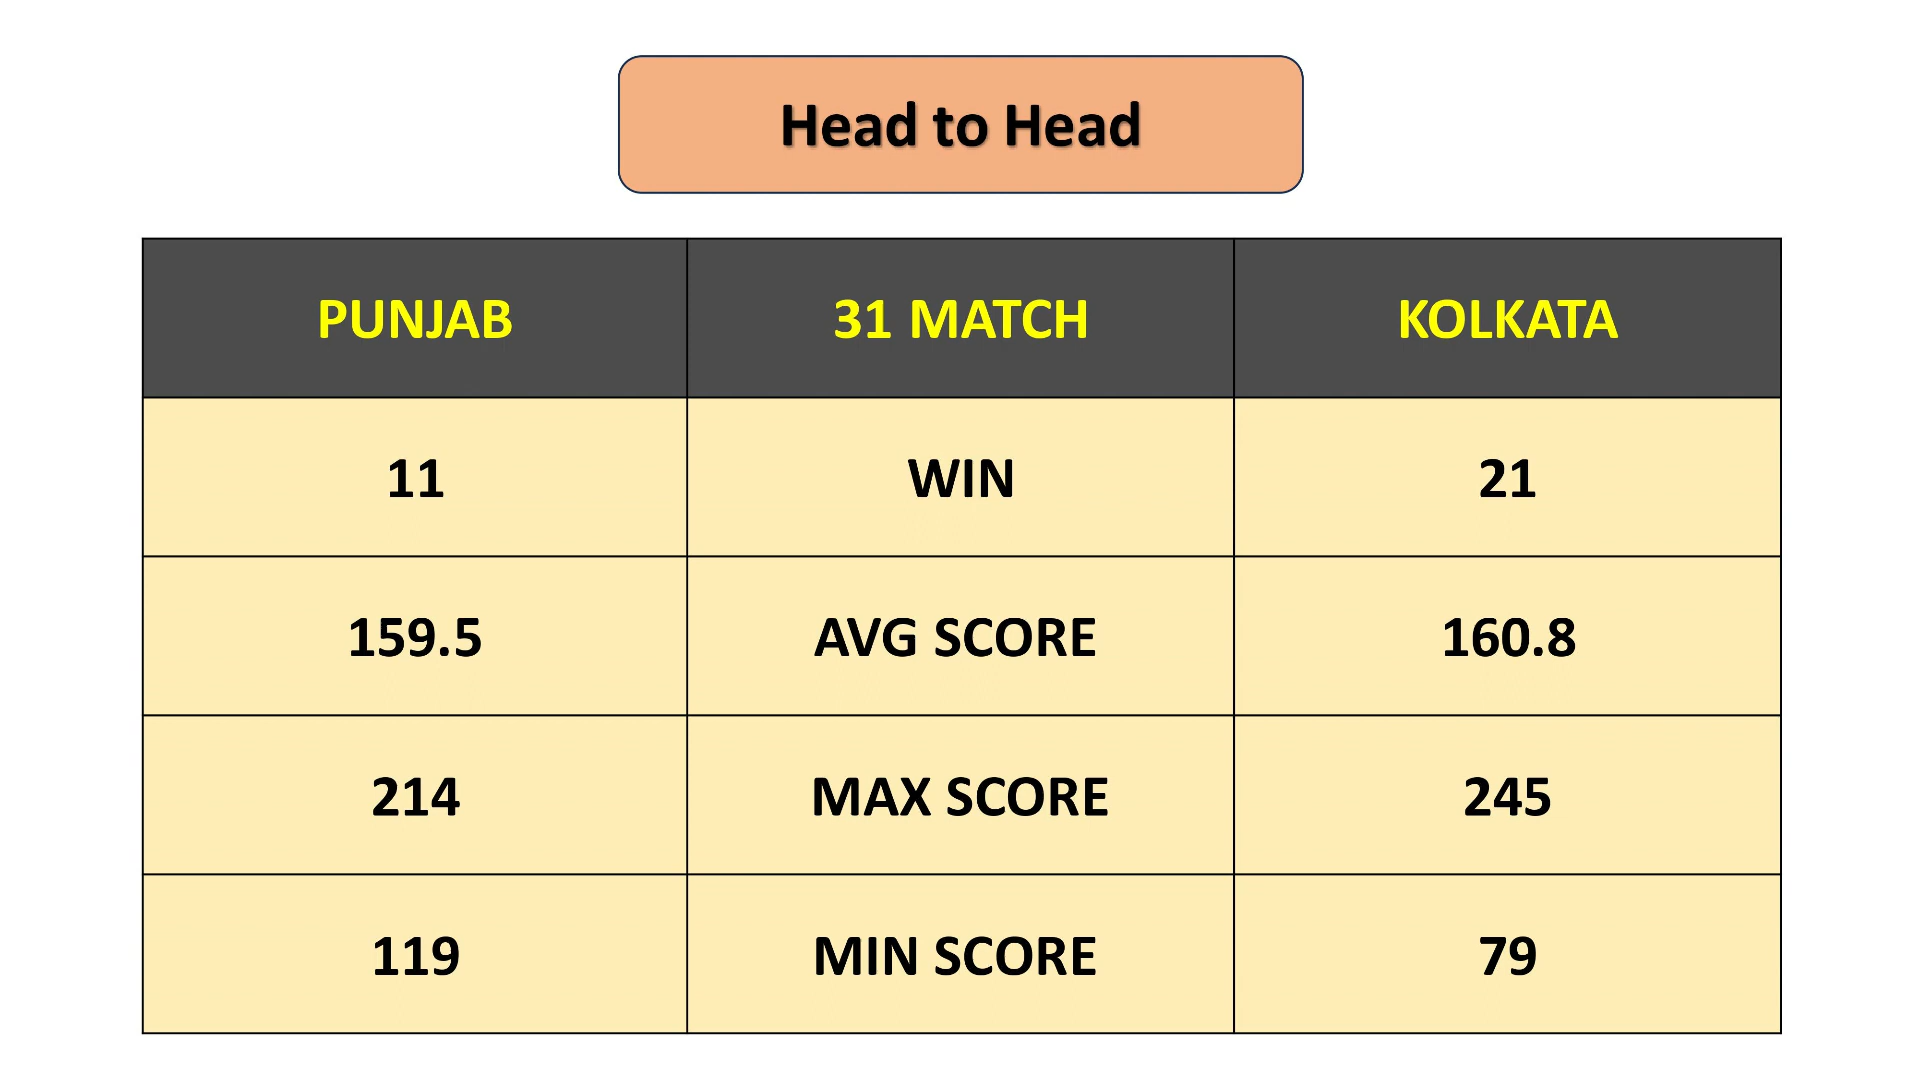 Head to Head
PUNJAB 31 MATCH KOLKATA
11 WIN 21
159.5 AVG SCORE 160.8
214 MAX SCORE 245
119 MIN SCORE 79